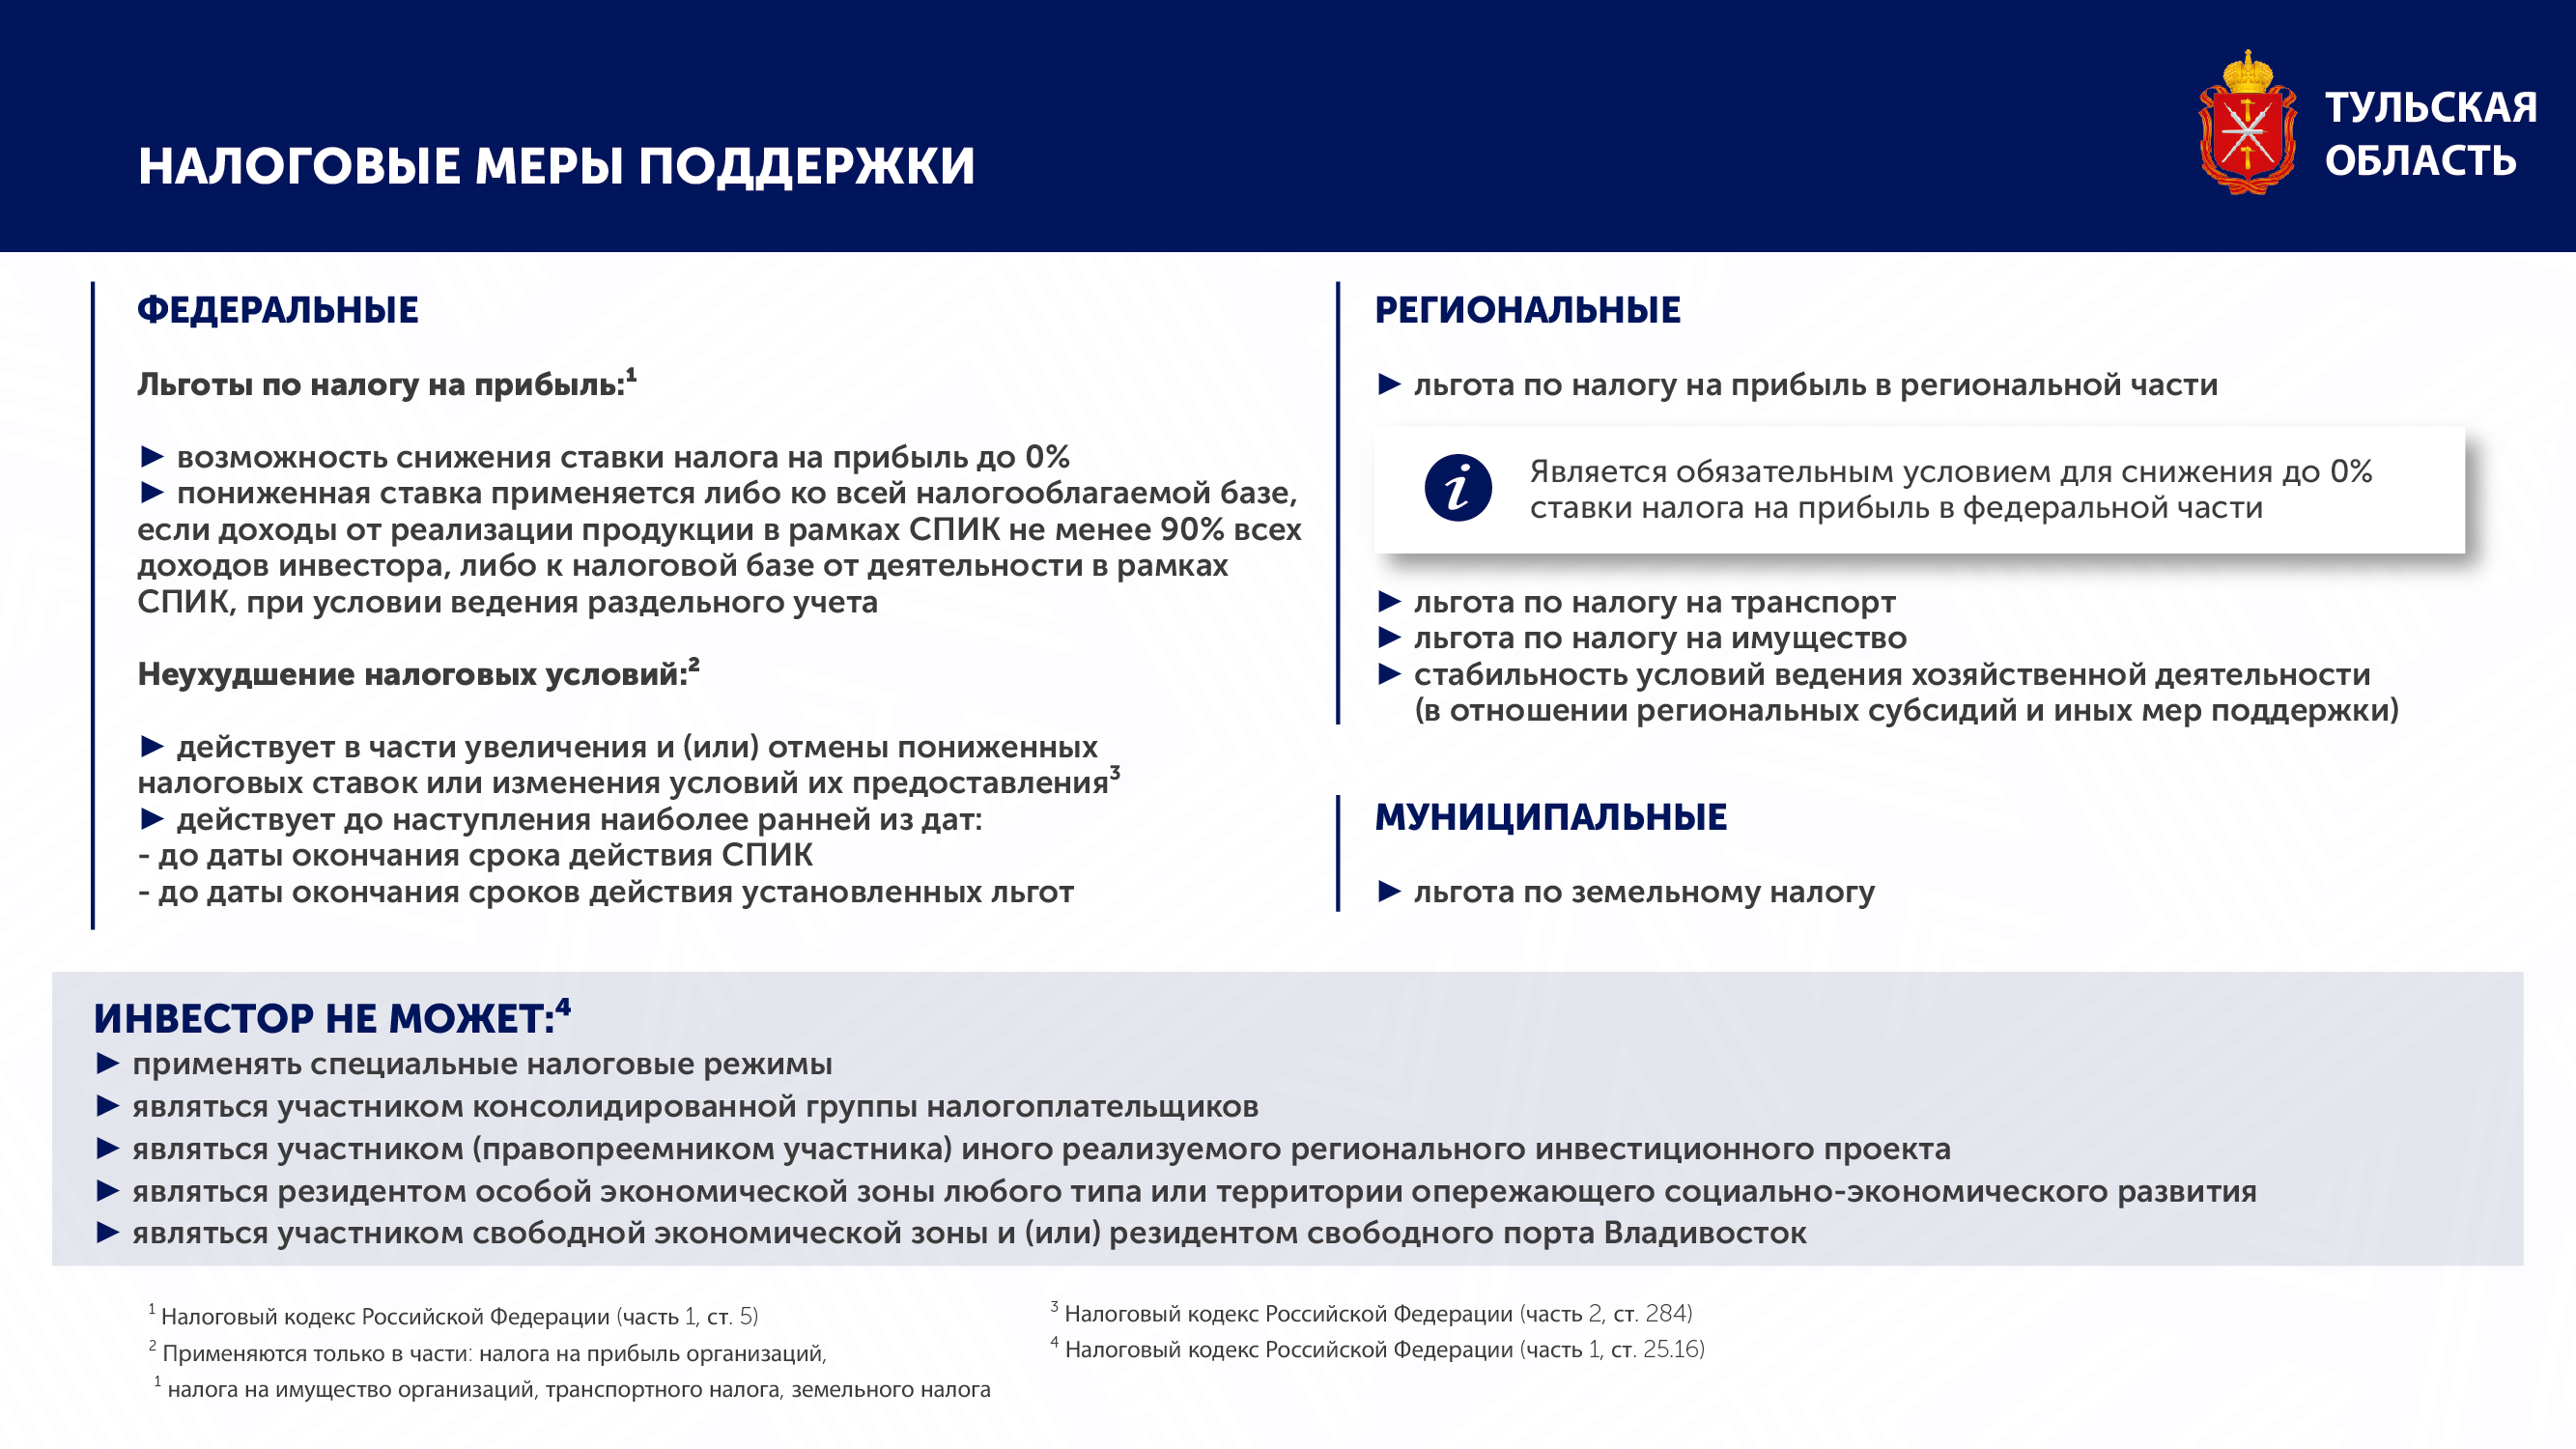 НАЛОГОВЫЕ МЕРЫ ПОДДЕРЖКИ
ТУЛЬСКАЯ
ОБЛАСТЬ
ФЕДЕРАЛЬНЫЕ
Льготы по налогу на прибыль:¹
► возможность снижения ставки налога на прибыль до 0%
► пониженная ставка применяется либо ко всей налогооблагаемой базе,
если доходы от реализации продукции в рамках СПИК не менее 90% всех
доходов инвестора, либо к налоговой базе от деятельности в рамках
СПИК, при условии ведения раздельного учета
Неухудшение налоговых условий:²
► действует в части увеличения и (или) отмены пониженных
налоговых ставок или изменения условий их предоставления³
► действует до наступления наиболее ранней из дат:
- до даты окончания срока действия СПИК
- до даты окончания сроков действия установленных льгот
РЕГИОНАЛЬНЫЕ
► льгота по налогу на прибыль в региональной части
i
Является обязательным условием для снижения до 0%
ставки налога на прибыль в федеральной части
► льгота по налогу на транспорт
► льгота по налогу на имущество
► стабильность условий ведения хозяйственной деятельности
(в отношении региональных субсидий и иных мер поддержки)
МУНИЦИПАЛЬНЫЕ
► льгота по земельному налогу
ИНВЕСТОР НЕ МОЖЕТ:⁴
► применять специальные налоговые режимы
► являться участником консолидированной группы налогоплательщиков
► являться участником (правопреемником участника) иного реализуемого регионального инвестиционного проекта
► являться резидентом особой экономической зоны любого типа или территории опережающего социально-экономического развития
► являться участником свободной экономической зоны и (или) резидентом свободного порта Владивосток
¹ Налоговый кодекс Российской Федерации (часть 1, ст. 5)
² Применяются только в части: налога на прибыль организаций,
¹ налога на имущество организаций, транспортного налога, земельного налога
³ Налоговый кодекс Российской Федерации (часть 2, ст. 284)
⁴ Налоговый кодекс Российской Федерации (часть 1, ст. 25.16)